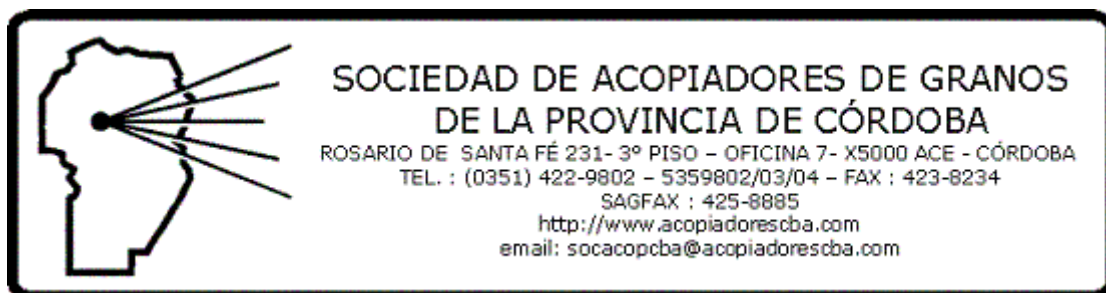 SOCIEDAD DE ACOPIADORES DE GRANOS
DE LA PROVINCIA DE CÓRDOBA
ROSARIO DE SANTA FÉ 231- 3º PISO – OFICINA 7- X5000 ACE - CÓRDOBA
TEL. : (0351) 422-9802 – 5359802/03/04 – FAX : 423-8234
SAGFAX : 425-8885
http://www.acopiadorescba.com
email: socacopcba@acopiadorescba.com